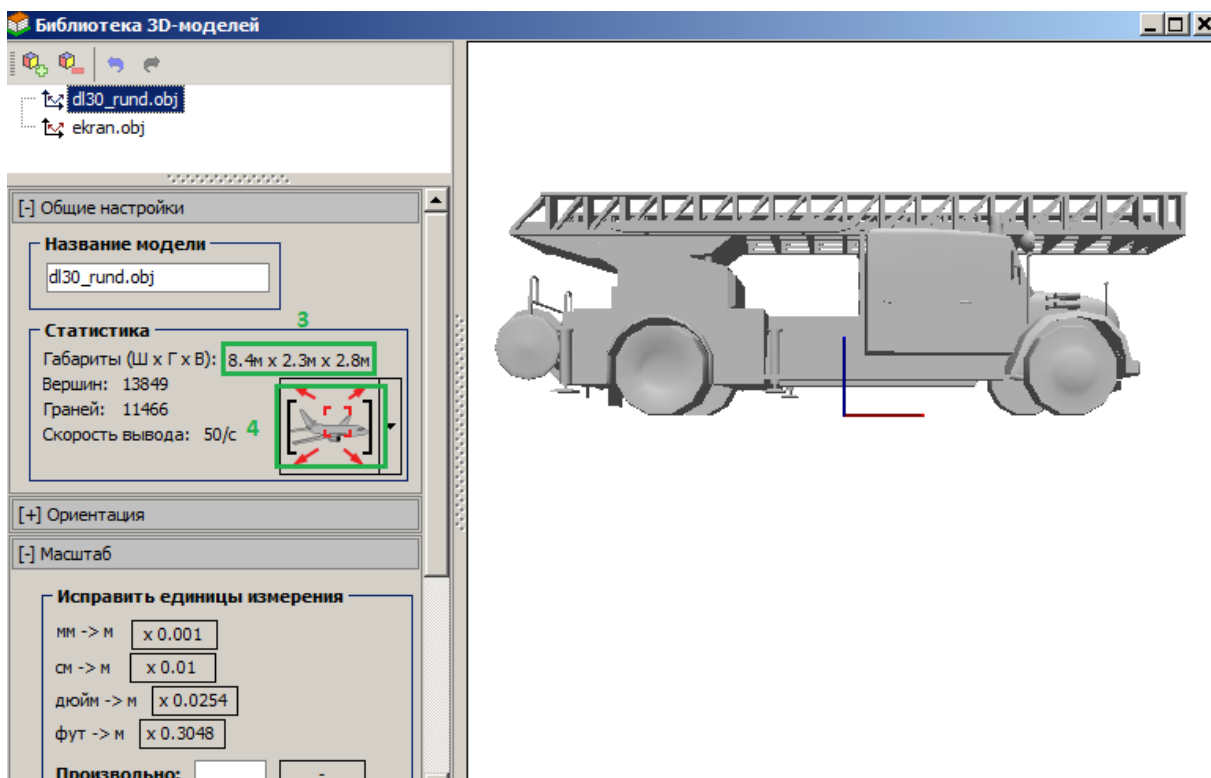 Библиотека 3D-моделей
dl30_rund.obj
ekran.obj
[-] Общие настройки
Название модели
dl30_rund.obj
Статистика
3
Габариты (Ш x Г x В): 8.4м x 2.3м x 2.8м
Вершин: 13849
Граней: 11466
Скорость вывода: 50/с 4
[+] Ориентация
[-] Масштаб
Исправить единицы измерения
мм -> м x 0.001
см -> м x 0.01
дюйм -> м x 0.0254
фут -> м x 0.3048
Произвольно: -